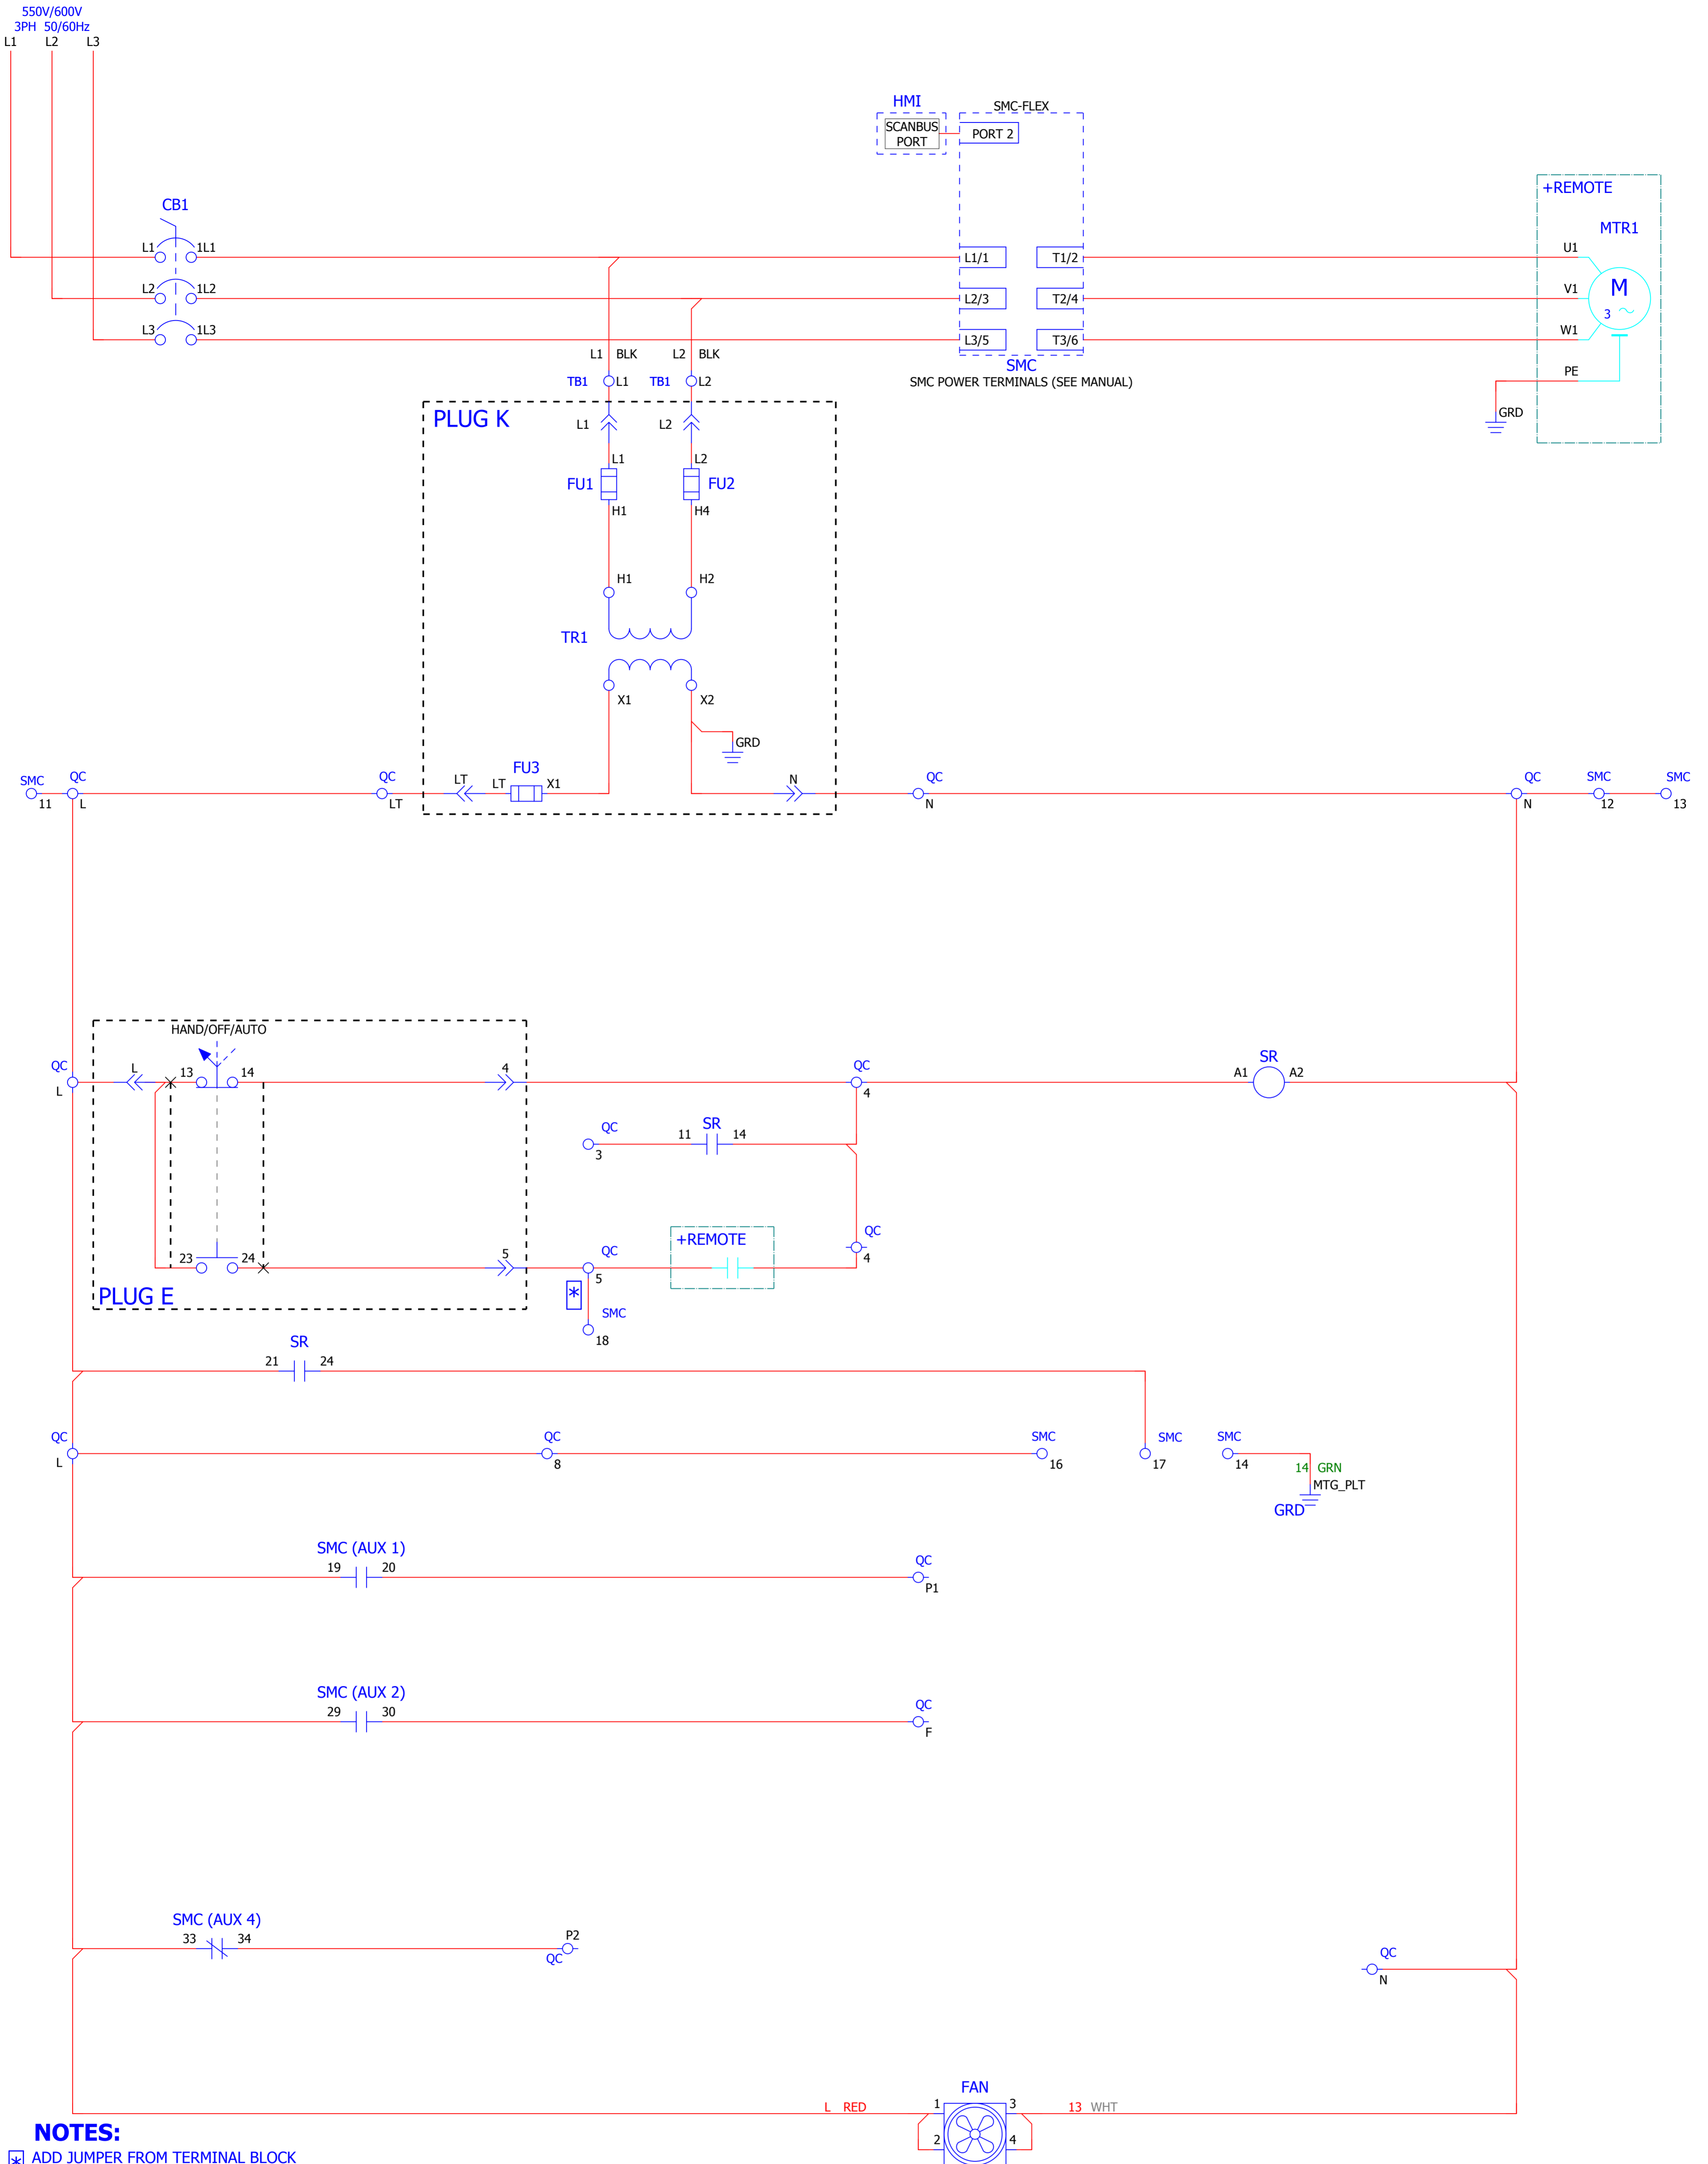 550V/600V
3PH 50/60Hz
L1 L2 L3
HMI
SMC-FLEX
SCANBUS
PORT
PORT 2
+REMOTE
MTR1
CB1
L1 1L1
L1/1 T1/2
U1
L2 1L2
L2/3 T2/4
V1
M
3
L3 1L3
L3/5 T3/6
W1
L1 BLK L2 BLK
SMC
SMC POWER TERMINALS (SEE MANUAL)
PE
TB1 L1 TB1 L2
GRD
PLUG K
L1 L2
L1 L2
FU1 FU2
H1 H4
H1 H2
TR1
X1 X2
GRD
SMC
11
QC
L
QC
LT
LT
LT
FU3
X1
N
QC
N
QC
N
SMC
12
SMC
13
HAND/OFF/AUTO
QC
L
L
13 14
4
QC
4
SR
A1 A2
QC
3
SR
11 14
QC
4
23 24
5
QC
5
+REMOTE
PLUG E
*
SMC
18
SR
21 24
QC
L
QC
8
SMC
16
SMC
17
SMC
14
14 GRN
MTG_PLT
GRD
SMC (AUX 1)
19 20
QC
P1
SMC (AUX 2)
29 30
QC
F
SMC (AUX 4)
33 34
P2
QC
QC
N
FAN
L RED
1 3
13 WHT
2 4
NOTES:
* ADD JUMPER FROM TERMINAL BLOCK